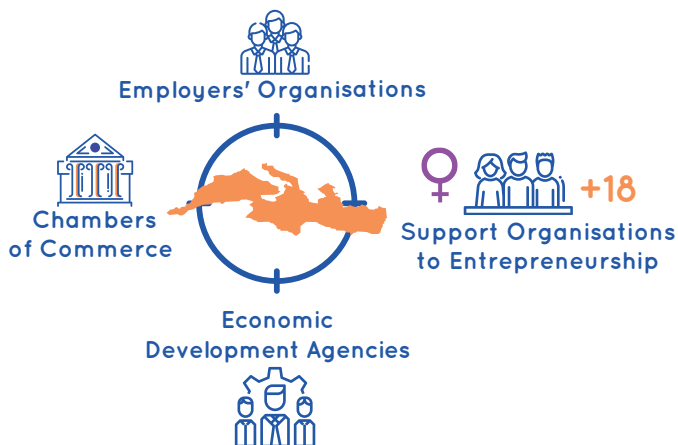 Employers' Organisations
Chambers
of Commerce
+18
Support Organisations
to Entrepreneurship
Economic
Development Agencies